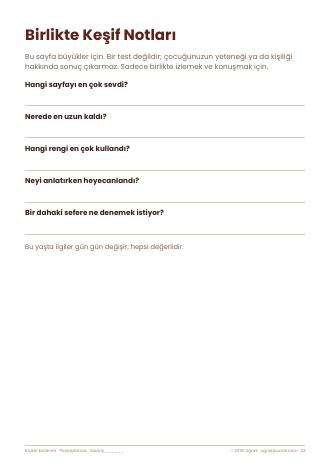 Birlikte Keşif Notları
Bu sayfa büyükler için. Bir test değildir; çocuğunuzun yeteneği ya da kişiliği
hakkında sonuç çıkarmaz. Sadece birlikte izlemek ve konuşmak için.
Hangi sayfayı en çok sevdi?
Nerede en uzun kaldı?
Hangi rengi en çok kullandı?
Neyi anlatırken heyecanlandı?
Bir dahaki sefere ne denemek istiyor?
Bu yaşta ilgiler gün gün değişir; hepsi değerlidir.